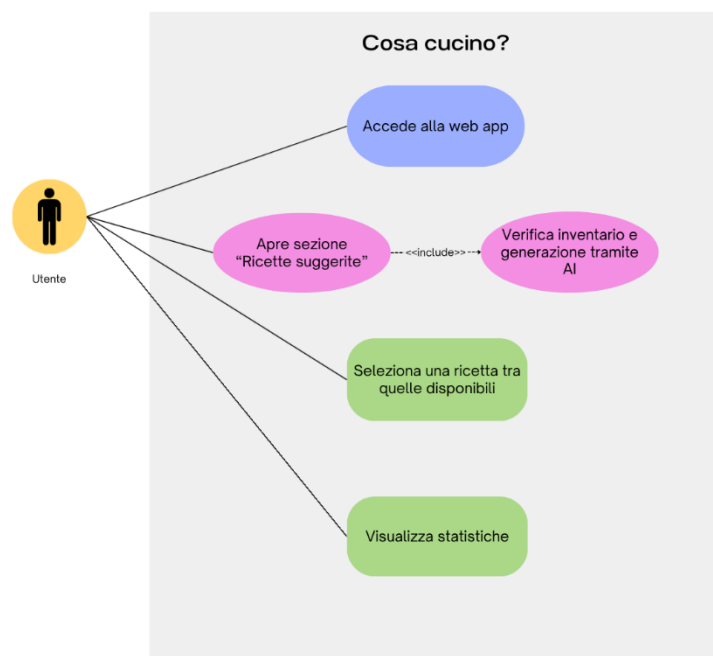 Cosa cucino?
Accede alla web app
Utente
Apre sezione
“Ricette suggerite”
<<include>>
Verifica inventario e
generazione tramite
AI
Seleziona una ricetta tra
quelle disponibili
Visualizza statistiche